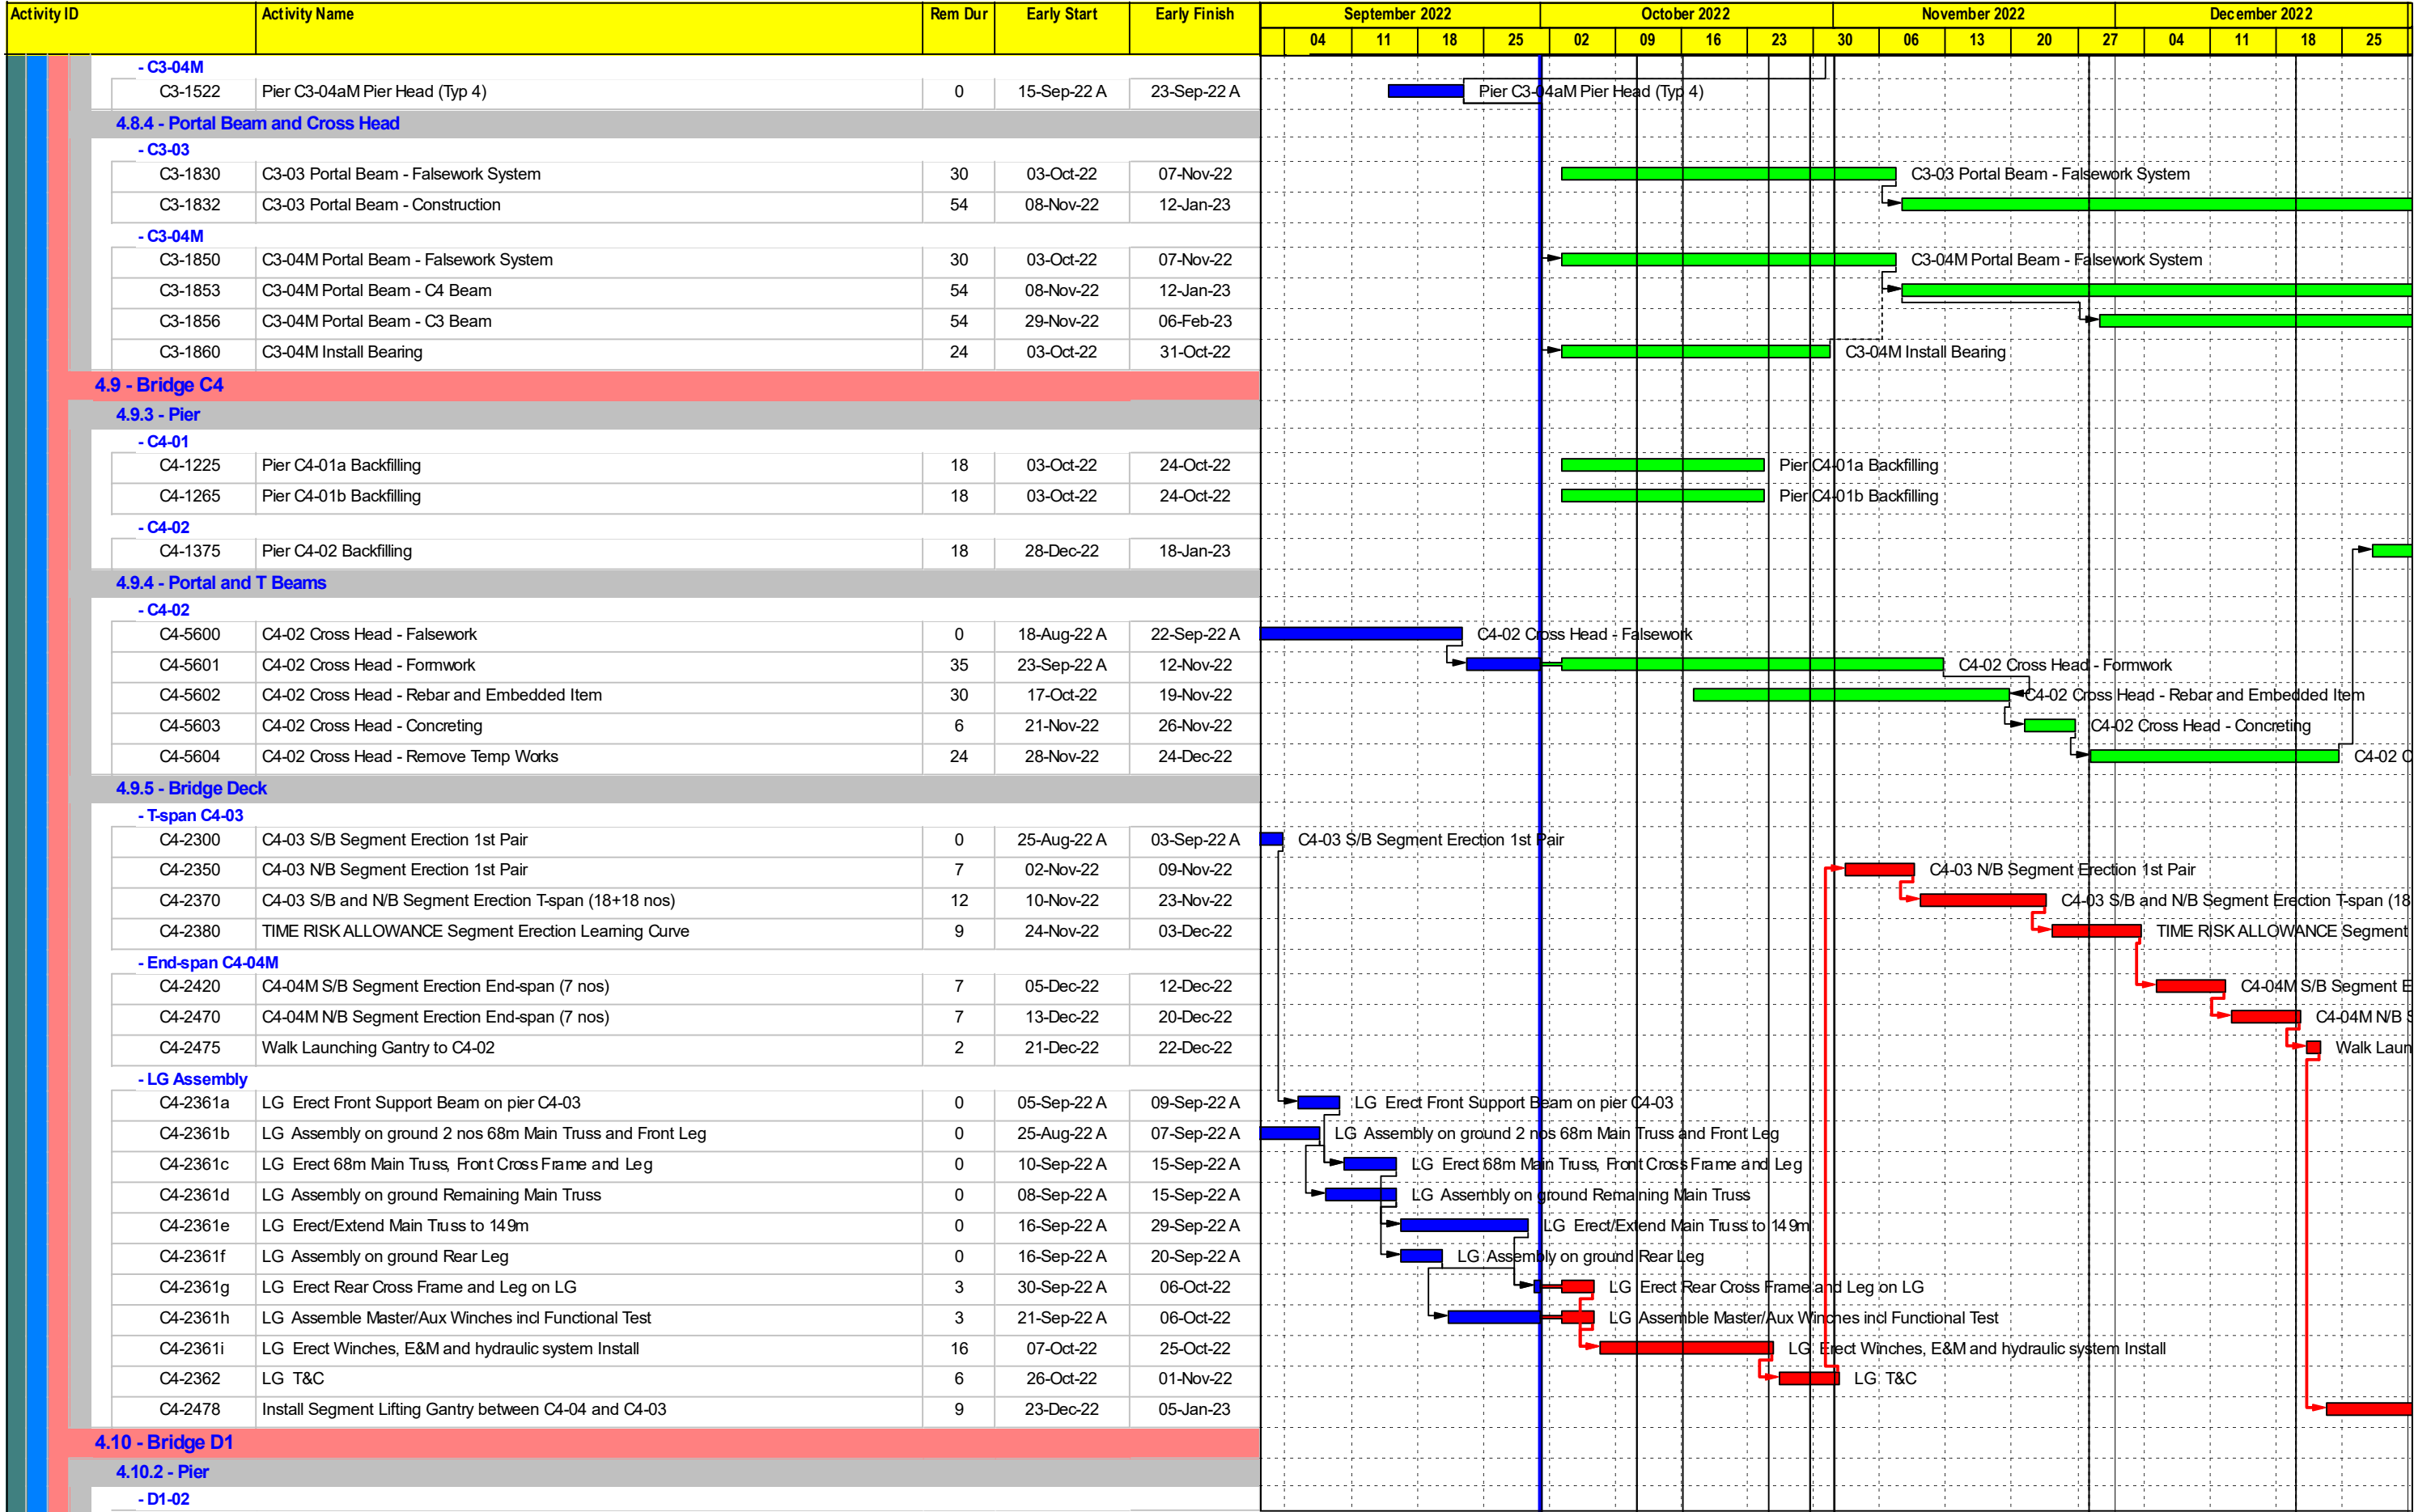 Activity ID Activity Name Rem Dur Early Start Early Finish September 2022 October 2022 November 2022 December 2022
04 11 18 25 02 09 16 23 30 06 13 20 27 04 11 18 25
- C3-04M
C3-1522 Pier C3-04aM Pier Head (Typ 4) 0 15-Sep-22 A 23-Sep-22 A Pier C3-04aM Pier Head (Typ 4)
4.8.4 - Portal Beam and Cross Head
- C3-03
C3-1830 C3-03 Portal Beam - Falsework System 30 03-Oct-22 07-Nov-22 C3-03 Portal Beam - Falsework System
C3-1832 C3-03 Portal Beam - Construction 54 08-Nov-22 12-Jan-23
- C3-04M
C3-1850 C3-04M Portal Beam - Falsework System 30 03-Oct-22 07-Nov-22 C3-04M Portal Beam - Falsework System
C3-1853 C3-04M Portal Beam - C4 Beam 54 08-Nov-22 12-Jan-23
C3-1856 C3-04M Portal Beam - C3 Beam 54 29-Nov-22 06-Feb-23
C3-1860 C3-04M Install Bearing 24 03-Oct-22 31-Oct-22 C3-04M Install Bearing
4.9 - Bridge C4
4.9.3 - Pier
- C4-01
C4-1225 Pier C4-01a Backfilling 18 03-Oct-22 24-Oct-22 Pier C4-01a Backfilling
C4-1265 Pier C4-01b Backfilling 18 03-Oct-22 24-Oct-22 Pier C4-01b Backfilling
- C4-02
C4-1375 Pier C4-02 Backfilling 18 28-Dec-22 18-Jan-23
4.9.4 - Portal and T Beams
- C4-02
C4-5600 C4-02 Cross Head - Falsework 0 18-Aug-22 A 22-Sep-22 A C4-02 Cross Head - Falsework
C4-5601 C4-02 Cross Head - Formwork 35 23-Sep-22 A 12-Nov-22 C4-02 Cross Head - Formwork
C4-5602 C4-02 Cross Head - Rebar and Embedded Item 30 17-Oct-22 19-Nov-22 C4-02 Cross Head - Rebar and Embedded Item
C4-5603 C4-02 Cross Head - Concreting 6 21-Nov-22 26-Nov-22 C4-02 Cross Head - Concreting
C4-5604 C4-02 Cross Head - Remove Temp Works 24 28-Nov-22 24-Dec-22 C4-02 C
4.9.5 - Bridge Deck
- T-span C4-03
C4-2300 C4-03 S/B Segment Erection 1st Pair 0 25-Aug-22 A 03-Sep-22 A C4-03 S/B Segment Erection 1st Pair
C4-2350 C4-03 N/B Segment Erection 1st Pair 7 02-Nov-22 09-Nov-22 C4-03 N/B Segment Erection 1st Pair
C4-2370 C4-03 S/B and N/B Segment Erection T-span (18+18 nos) 12 10-Nov-22 23-Nov-22 C4-03 S/B and N/B Segment Erection T-span (18
C4-2380 TIME RISK ALLOWANCE Segment Erection Learning Curve 9 24-Nov-22 03-Dec-22 TIME RISK ALLOWANCE Segment
- End-span C4-04M
C4-2420 C4-04M S/B Segment Erection End-span (7 nos) 7 05-Dec-22 12-Dec-22 C4-04M S/B Segment E
C4-2470 C4-04M N/B Segment Erection End-span (7 nos) 7 13-Dec-22 20-Dec-22 C4-04M N/B S
C4-2475 Walk Launching Gantry to C4-02 2 21-Dec-22 22-Dec-22 Walk Laun
- LG Assembly
C4-2361a LG Erect Front Support Beam on pier C4-03 0 05-Sep-22 A 09-Sep-22 A LG Erect Front Support Beam on pier C4-03
C4-2361b LG Assembly on ground 2 nos 68m Main Truss and Front Leg 0 25-Aug-22 A 07-Sep-22 A LG Assembly on ground 2 nos 68m Main Truss and Front Leg
C4-2361c LG Erect 68m Main Truss, Front Cross Frame and Leg 0 10-Sep-22 A 15-Sep-22 A LG Erect 68m Main Truss, Front Cross Frame and Leg
C4-2361d LG Assembly on ground Remaining Main Truss 0 08-Sep-22 A 15-Sep-22 A LG Assembly on ground Remaining Main Truss
C4-2361e LG Erect/Extend Main Truss to 149m 0 16-Sep-22 A 29-Sep-22 A LG Erect/Extend Main Truss to 149m
C4-2361f LG Assembly on ground Rear Leg 0 16-Sep-22 A 20-Sep-22 A LG Assembly on ground Rear Leg
C4-2361g LG Erect Rear Cross Frame and Leg on LG 3 30-Sep-22 A 06-Oct-22 LG Erect Rear Cross Frame and Leg on LG
C4-2361h LG Assemble Master/Aux Winches incl Functional Test 3 21-Sep-22 A 06-Oct-22 LG Assemble Master/Aux Winches incl Functional Test
C4-2361i LG Erect Winches, E&M and hydraulic system Install 16 07-Oct-22 25-Oct-22 LG Erect Winches, E&M and hydraulic system Install
C4-2362 LG T&C 6 26-Oct-22 01-Nov-22 LG T&C
C4-2478 Install Segment Lifting Gantry between C4-04 and C4-03 9 23-Dec-22 05-Jan-23
4.10 - Bridge D1
4.10.2 - Pier
- D1-02